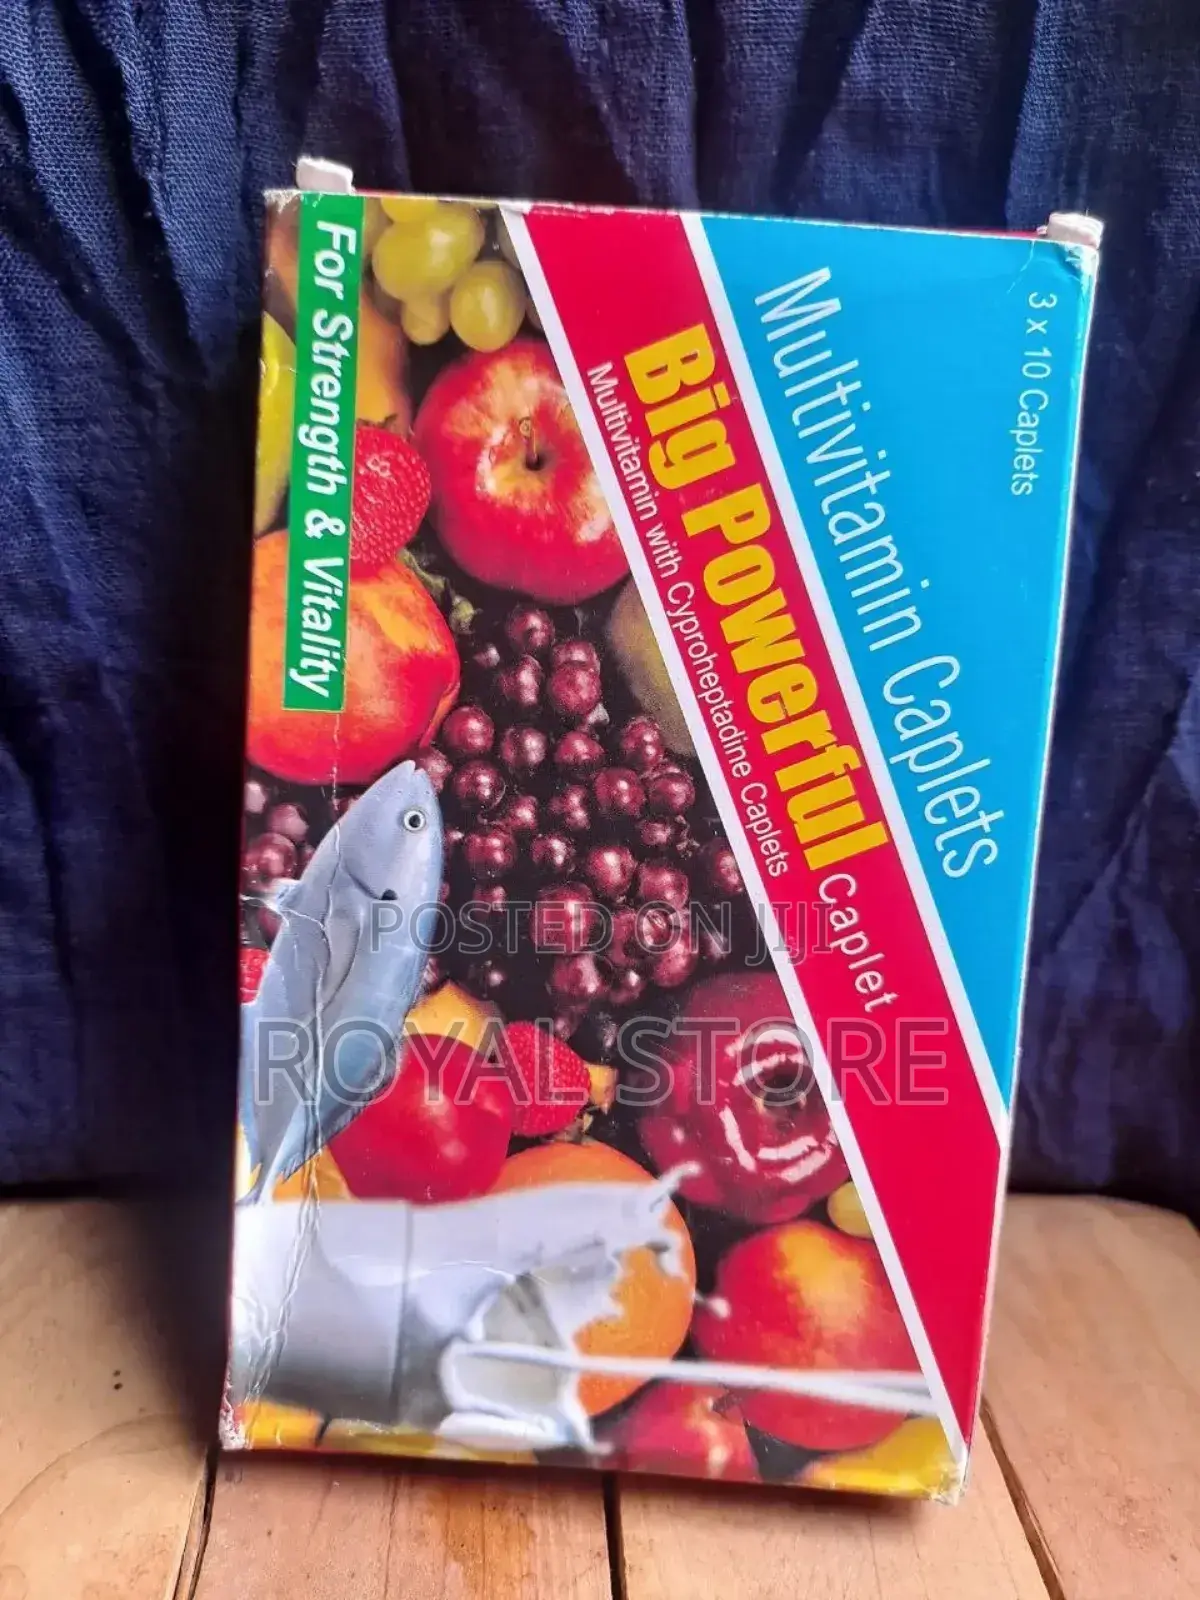 3 x 10 Caplets
Multivitamin Caplets
Big Powerful Caplet
Multivitamin with Cyproheptadine Caplets
For Strength & Vitality
POSTED ON JIJI
ROYAL STORE